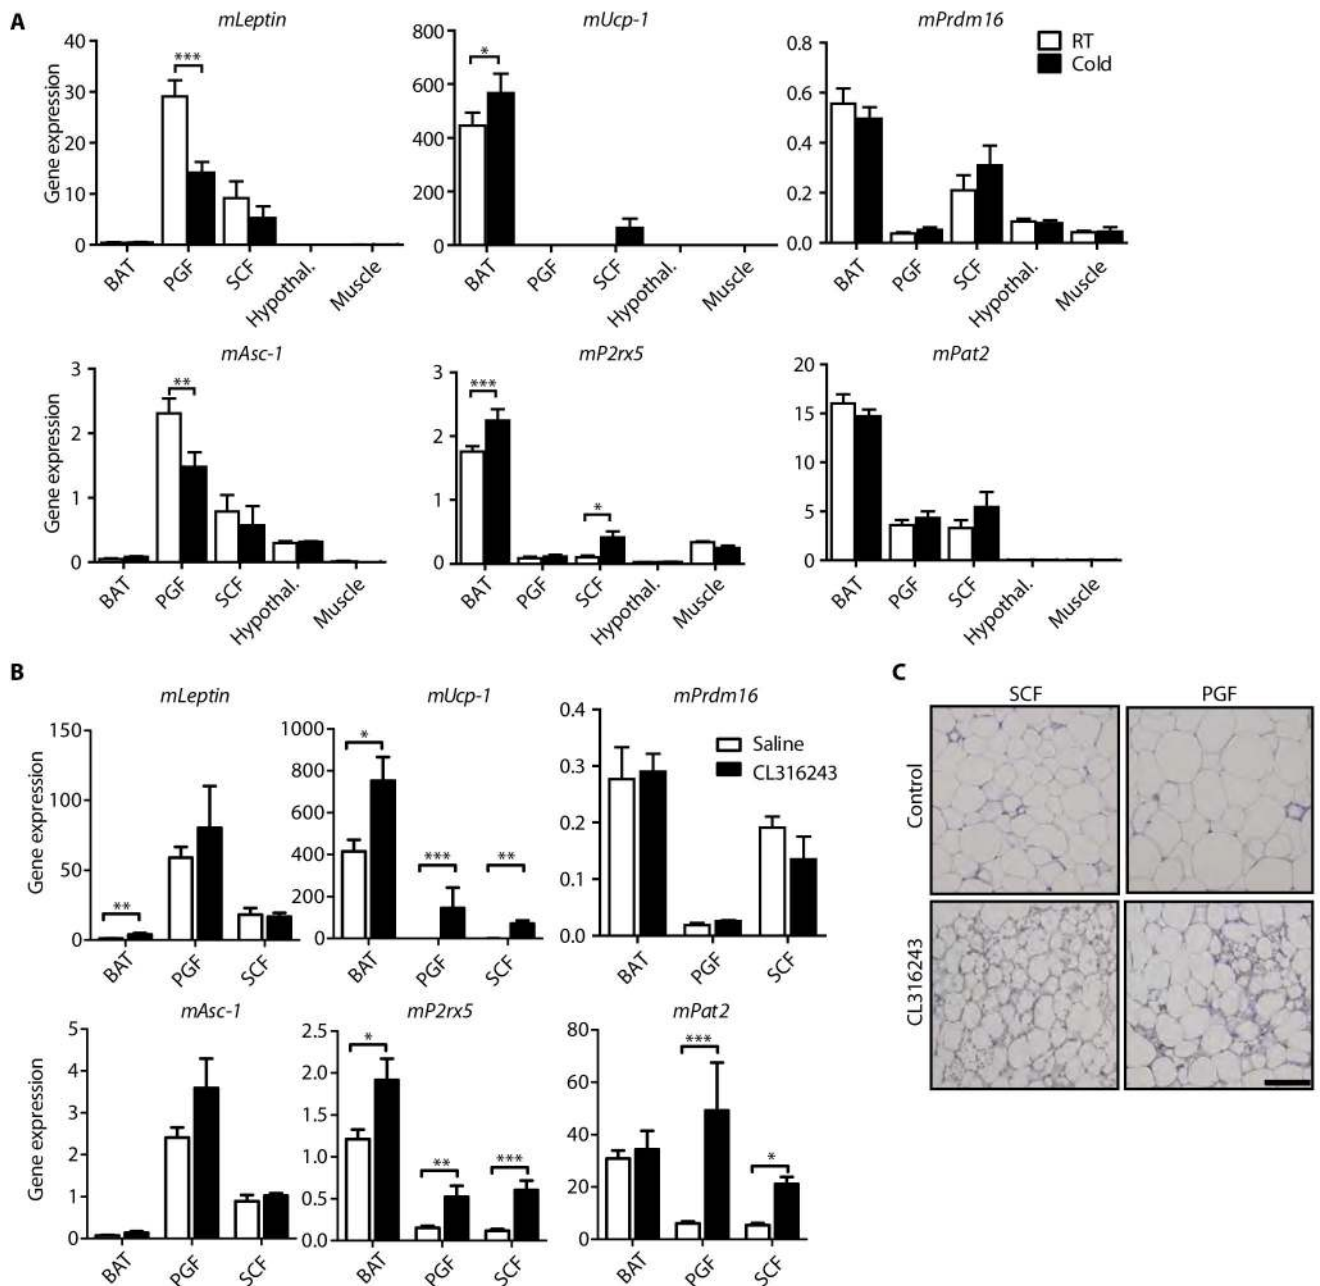 A
mLeptin
mUcp-1
mPrdm16
RT
Cold
Gene expression
40
30
20
10
0
BAT
PGF
SCF
Hypothal.
Muscle
***
800
600
400
200
0
BAT
PGF
SCF
Hypothal.
Muscle
*
0.8
0.6
0.4
0.2
0.0
BAT
PGF
SCF
Hypothal.
Muscle
mAsc-1
mP2rx5
mPat2
Gene expression
3
2
1
0
BAT
PGF
SCF
Hypothal.
Muscle
**
3
2
1
0
BAT
PGF
SCF
Hypothal.
Muscle
***
*
20
15
10
5
0
BAT
PGF
SCF
Hypothal.
Muscle
B
mLeptin
mUcp-1
mPrdm16
Saline
CL316243
Gene expression
150
100
50
0
BAT
PGF
SCF
**
1000
800
600
400
200
0
BAT
PGF
SCF
*
***
**
0.4
0.3
0.2
0.1
0.0
BAT
PGF
SCF
mAsc-1
mP2rx5
mPat2
Gene expression
5
4
3
2
1
0
BAT
PGF
SCF
2.5
2.0
1.5
1.0
0.5
0.0
BAT
PGF
SCF
*
**
***
80
60
40
20
0
BAT
PGF
SCF
***
*
C
SCF
PGF
Control
CL316243